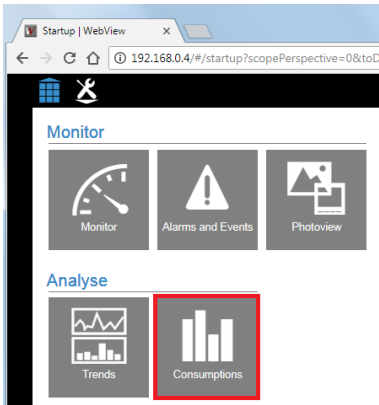 Startup | WebView
192.168.0.4/#/startup?scopePerspective=0&toD
Monitor
Monitor
Alarms and Events
Photoview
Analyse
Trends
Consumptions